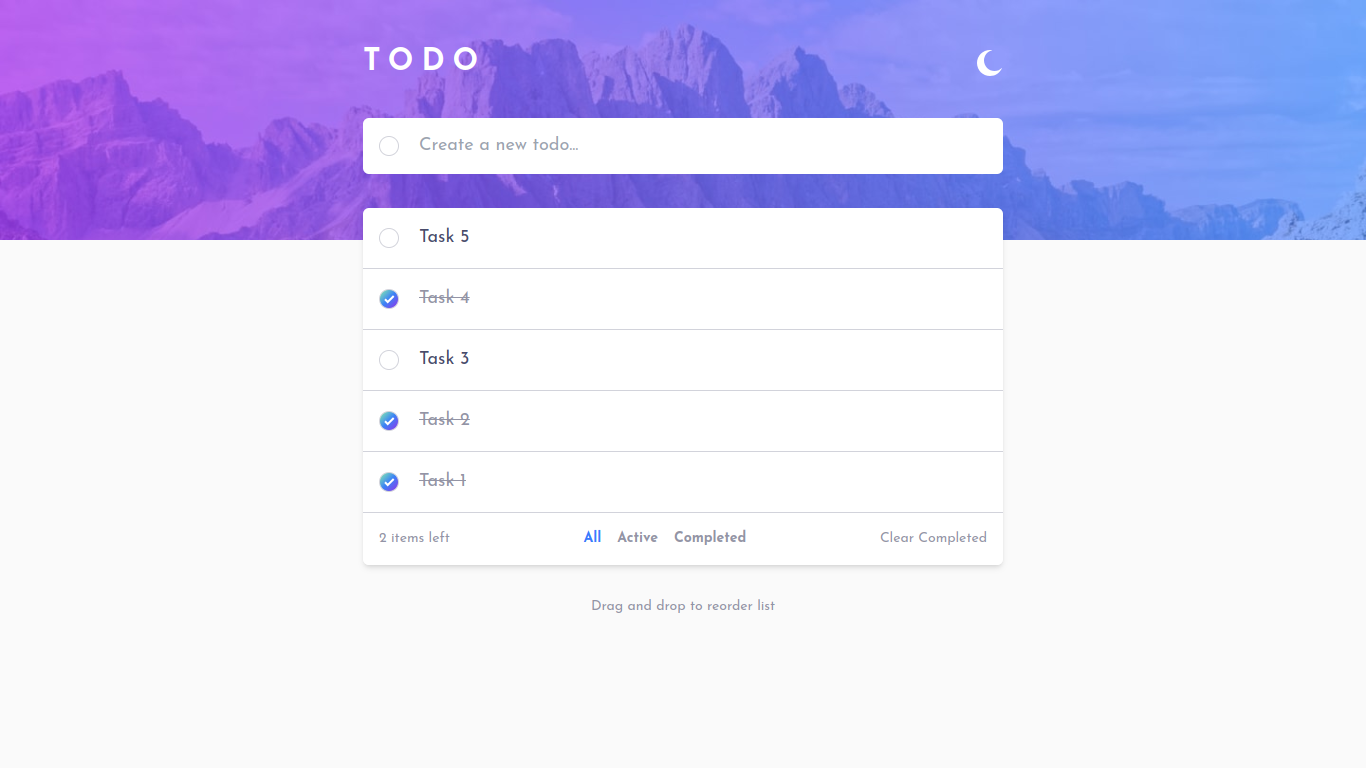 TODO
Create a new todo...
Task 5
Task 4
Task 3
Task 2
Task 1
2 items left All Active Completed Clear Completed
Drag and drop to reorder list